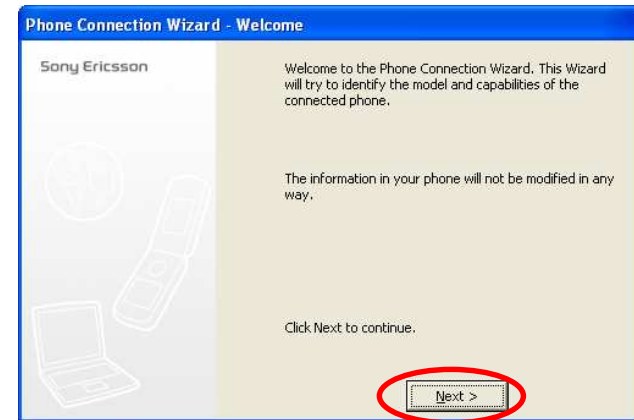 Phone Connection Wizard - Welcome
Sony Ericsson
Welcome to the Phone Connection Wizard. This Wizard
will try to identify the model and capabilities of the
connected phone.
The information in your phone will not be modified in any
way.
Click Next to continue.
Next >